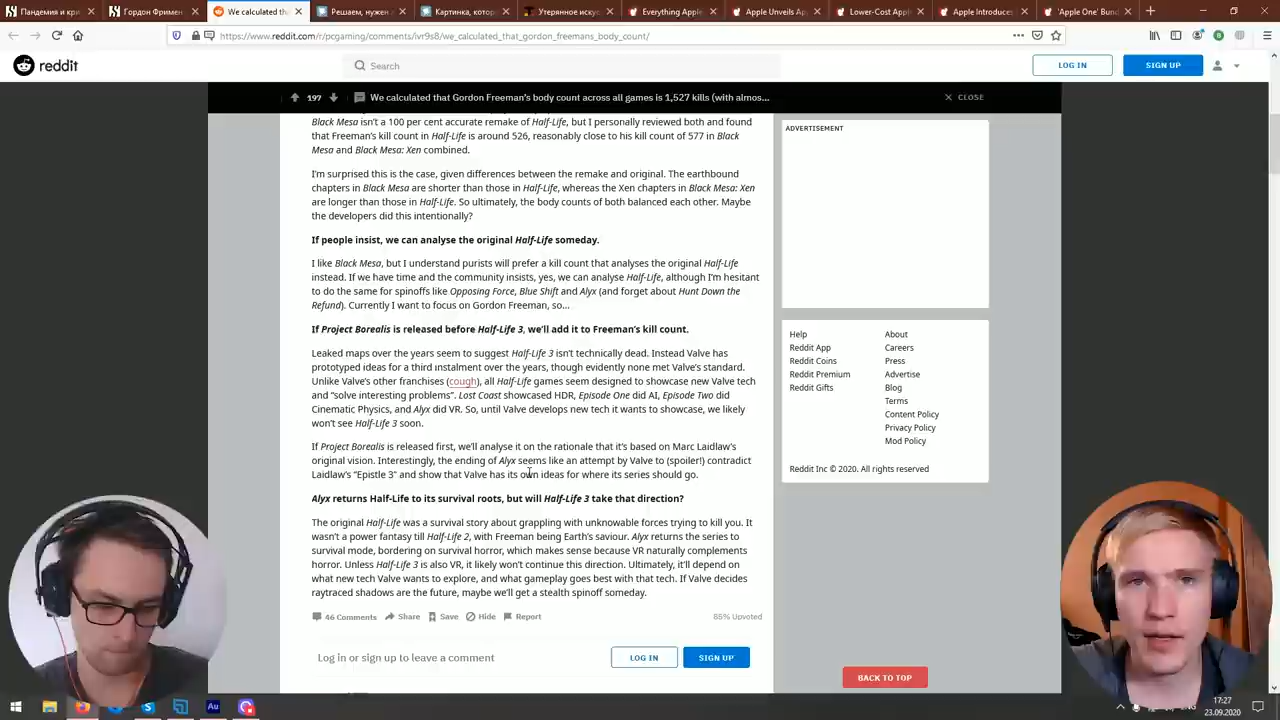 Пандемия и кри
Гордон Фримен
We calculated that
Решаем, нужен
Картинка, котор
Утерянное искус
Everything Apple
Apple Unveils Ap
Lower-Cost Appl
Apple Introduces
'Apple One' Bund
https://www.reddit.com/r/pcgaming/comments/ivr9s8/we_calculated_that_gordon_freemans_body_count/
reddit
Search
LOG IN
SIGN UP
197
We calculated that Gordon Freeman's body count across all games is 1,527 kills (with almos...
CLOSE
Black Mesa isn't a 100 per cent accurate remake of Half-Life, but I personally reviewed both and found
that Freeman's kill count in Half-Life is around 526, reasonably close to his kill count of 577 in Black
Mesa and Black Mesa: Xen combined.
I'm surprised this is the case, given differences between the remake and original. The earthbound
chapters in Black Mesa are shorter than those in Half-Life, whereas the Xen chapters in Black Mesa: Xen
are longer than those in Half-Life. So ultimately, the body counts of both balanced each other. Maybe
the developers did this intentionally?
If people insist, we can analyse the original Half-Life someday.
I like Black Mesa, but I understand purists will prefer a kill count that analyses the original Half-Life
instead. If we have time and the community insists, yes, we can analyse Half-Life, although I'm hesitant
to do the same for spinoffs like Opposing Force, Blue Shift and Alyx (and forget about Hunt Down the
Refund). Currently I want to focus on Gordon Freeman, so...
If Project Borealis is released before Half-Life 3, we'll add it to Freeman's kill count.
Leaked maps over the years seem to suggest Half-Life 3 isn't technically dead. Instead Valve has
prototyped ideas for a third instalment over the years, though evidently none met Valve's standard.
Unlike Valve's other franchises (cough), all Half-Life games seem designed to showcase new Valve tech
and "solve interesting problems". Lost Coast showcased HDR, Episode One did AI, Episode Two did
Cinematic Physics, and Alyx did VR. So, until Valve develops new tech it wants to showcase, we likely
won't see Half-Life 3 soon.
If Project Borealis is released first, we'll analyse it on the rationale that it's based on Marc Laidlaw's
original vision. Interestingly, the ending of Alyx seems like an attempt by Valve to (spoiler!) contradict
Laidlaw's "Epistle 3" and show that Valve has its own ideas for where its series should go.
Alyx returns Half-Life to its survival roots, but will Half-Life 3 take that direction?
The original Half-Life was a survival story about grappling with unknowable forces trying to kill you. It
wasn't a power fantasy till Half-Life 2, with Freeman being Earth's saviour. Alyx returns the series to
survival mode, bordering on survival horror, which makes sense because VR naturally complements
horror. Unless Half-Life 3 is also VR, it likely won't continue this direction. Ultimately, it'll depend on
what new tech Valve wants to explore, and what gameplay goes best with that tech. If Valve decides
raytraced shadows are the future, maybe we'll get a stealth spinoff someday.
46 Comments
Share
Save
Hide
Report
85% Upvoted
Log in or sign up to leave a comment
LOG IN
SIGN UP
ADVERTISEMENT
Help
About
Reddit App
Careers
Reddit Coins
Press
Reddit Premium
Advertise
Reddit Gifts
Blog
Terms
Content Policy
Privacy Policy
Mod Policy
Reddit Inc © 2020. All rights reserved
BACK TO TOP
Au
17:27
23.09.2020